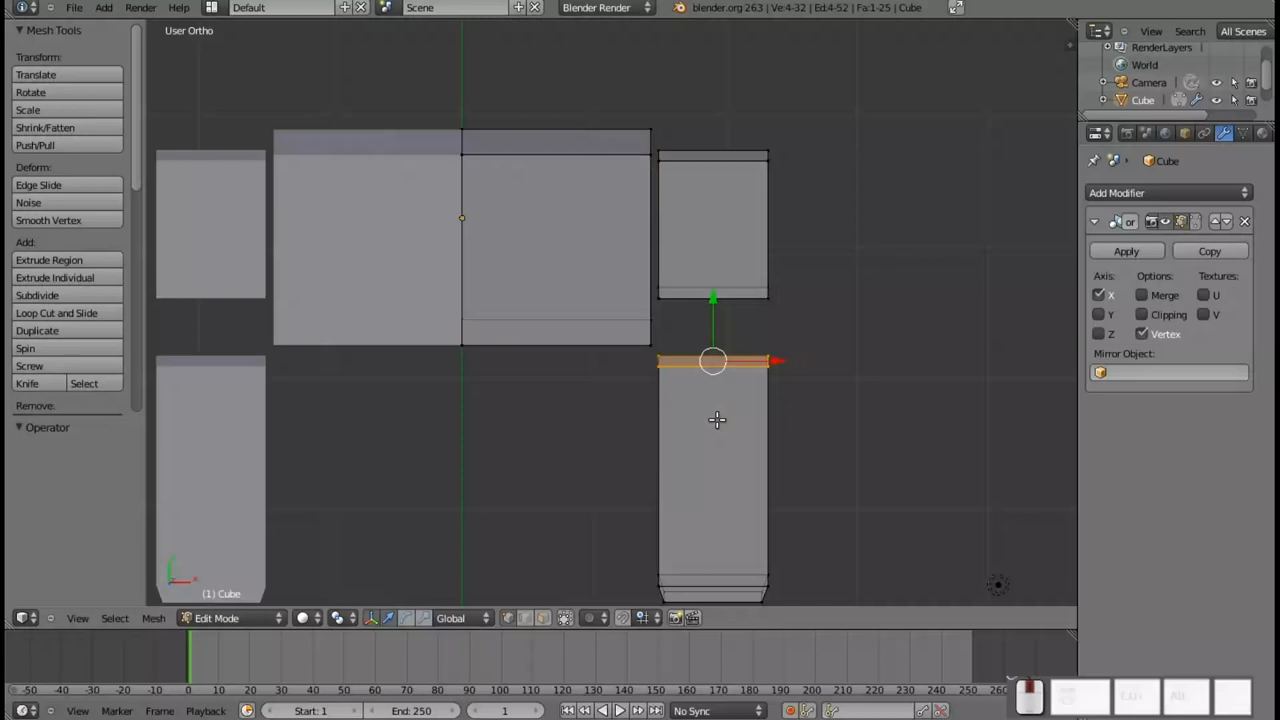 File Add Render Help Default Scene Blender Render blender.org 263 | Ve:4-32 | Ed:4-52 | Fa:1-25 | Cube
Mesh Tools
User Ortho
View Search All Scenes
RenderLayers
World
Camera
Cube
Transform:
Translate
Rotate
Scale
Shrink/Fatten
Push/Pull
Deform:
Edge Slide
Noise
Smooth Vertex
Add:
Extrude Region
Extrude Individual
Subdivide
Loop Cut and Slide
Duplicate
Spin
Screw
Knife Select
Remove:
Operator
Cube
Add Modifier
or
Apply Copy
Axis: Options: Textures:
X Merge U
Y Clipping V
Z Vertex
Mirror Object:
x
(1) Cube
View Select Mesh Edit Mode Global
-50 -40 -30 -20 -10 0 10 20 30 40 50 60 70 80 90 100 110 120 130 140 150 160 170 180 190 200 210 220 230 240 250 260
View Marker Frame Playback Start: 1 End: 250 1 No Sync
Ctrl Alt